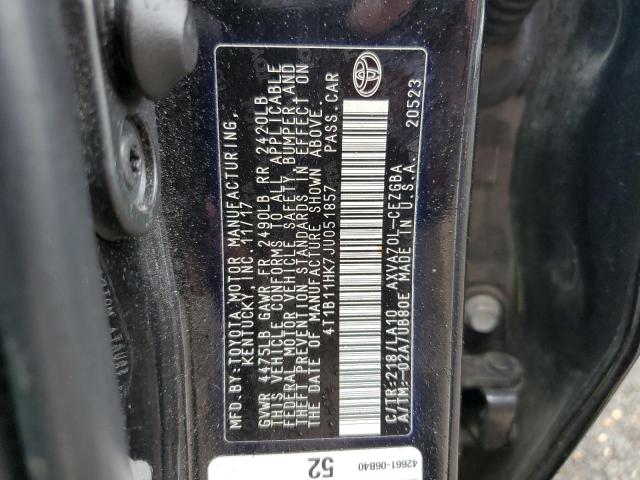 MFD.BY:TOYOTA MOTOR MANUFACTURING,
KENTUCKY, INC. 11/17
GVWR 4475LB GAWR FR 2490LB RR 2420LB
THIS VEHICLE CONFORMS TO ALL APPLICABLE
FEDERAL MOTOR VEHICLE SAFETY, BUMPER, AND
THEFT PREVENTION STANDARDS IN EFFECT ON
THE DATE OF MANUFACTURE SHOWN ABOVE.
4T1B11HK7JU051857 PASS. CAR
C/TR:218/LA10 AXVA70L-CEZGBA
A/TM:-02A/UB80E MADE IN U.S.A.
20523
52
42661-06B40